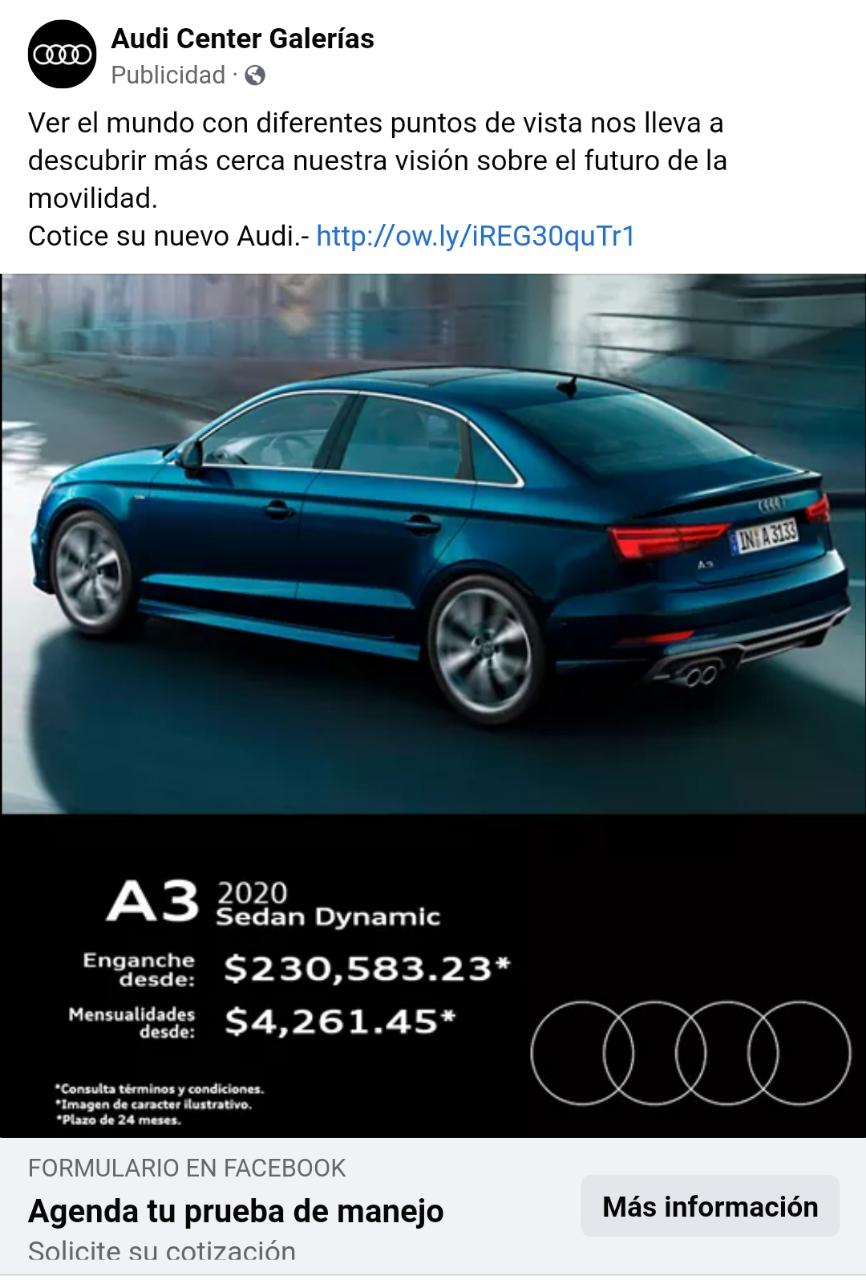 Audi Center Galerías
Publicidad ·
Ver el mundo con diferentes puntos de vista nos lleva a
descubrir más cerca nuestra visión sobre el futuro de la
movilidad.
Cotice su nuevo Audi.- http://ow.ly/iREG30quTr1
IN A 3133
A3
A3 2020
Sedan Dynamic
Enganche
desde: $230,583.23*
Mensualidades
desde: $4,261.45*
*Consulta términos y condiciones.
*Imagen de caracter ilustrativo.
*Plazo de 24 meses.
FORMULARIO EN FACEBOOK
Agenda tu prueba de manejo
Solicite su cotización
Más información